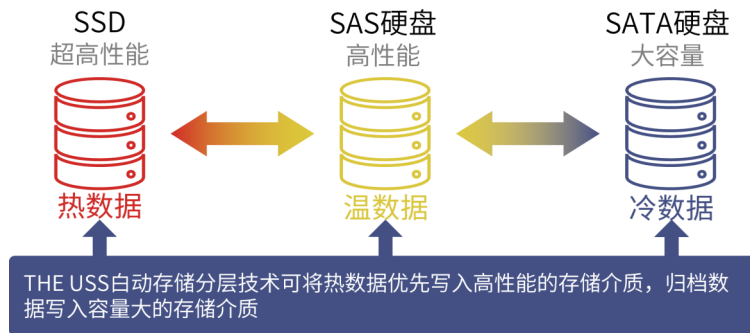 SSD
超高性能
SAS硬盘
高性能
SATA硬盘
大容量
热数据
温数据
冷数据
THE USS白动存储分层技术可将热数据优先写入高性能的存储介质，归档数
据写入容量大的存储介质